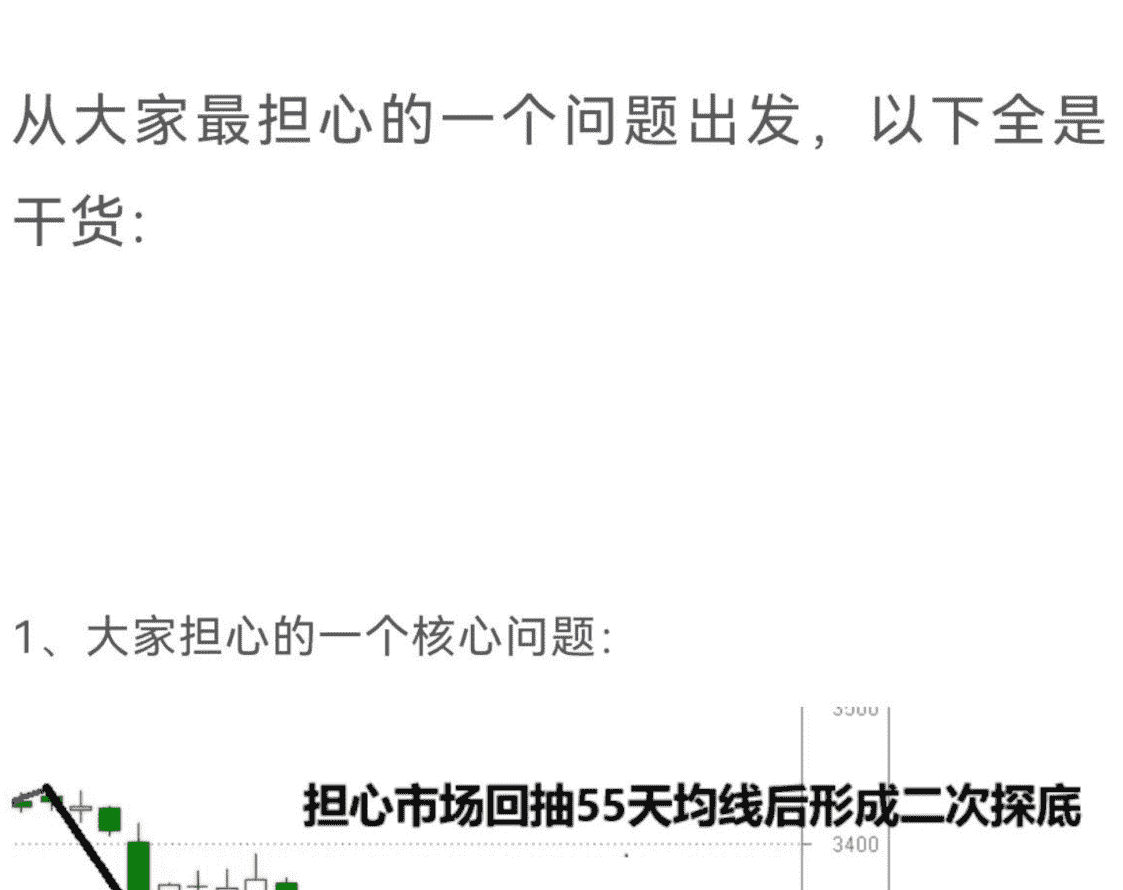 从大家最担心的一个问题出发，以下全是
干货:
1、大家担心的一个核心问题:
3500
担心市场回抽55天均线后形成二次探底
3400